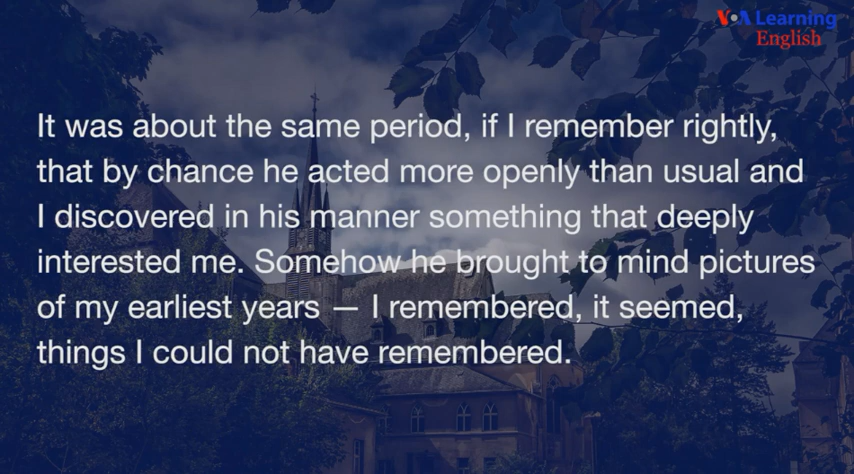 VOA Learning
English
It was about the same period, if I remember rightly,
that by chance he acted more openly than usual and
I discovered in his manner something that deeply
interested me. Somehow he brought to mind pictures
of my earliest years — I remembered, it seemed,
things I could not have remembered.